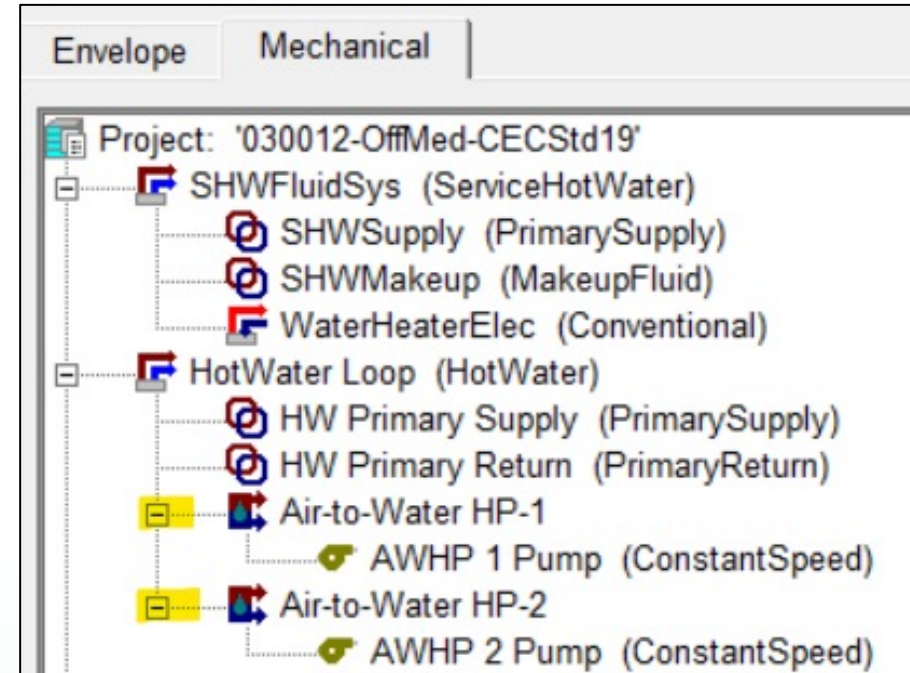 Envelope
Mechanical
Project: '030012-OffMed-CECStd19'
SHWFluidSys (ServiceHotWater)
SHWSupply (PrimarySupply)
SHWMakeup (MakeupFluid)
WaterHeaterElec (Conventional)
HotWater Loop (HotWater)
HW Primary Supply (PrimarySupply)
HW Primary Return (PrimaryReturn)
Air-to-Water HP-1
AWHP 1 Pump (ConstantSpeed)
Air-to-Water HP-2
AWHP 2 Pump (ConstantSpeed)